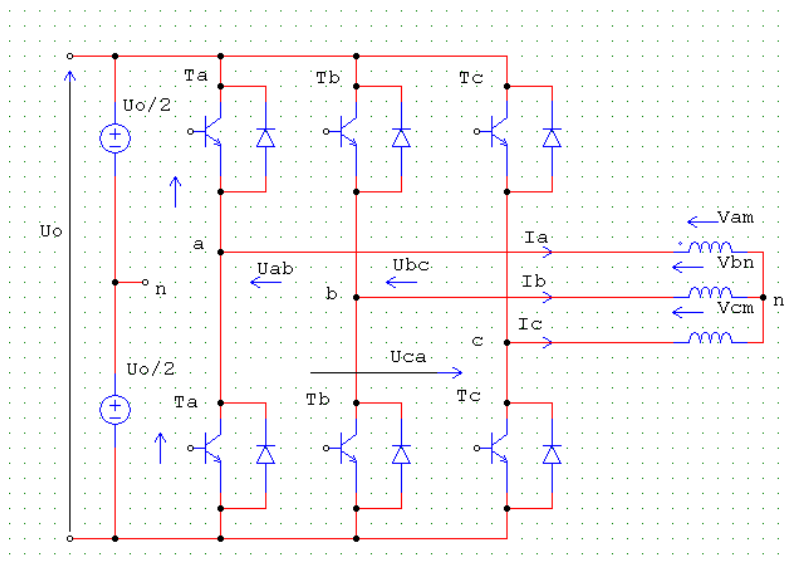 Ta Tb Tc
Uo/2
Vam
Uo
a
Ia
Vbn
Uab Ubc
n
b
Ib
n
Vcm
Ic
c
Uca
Uo/2
Ta Tb Tc